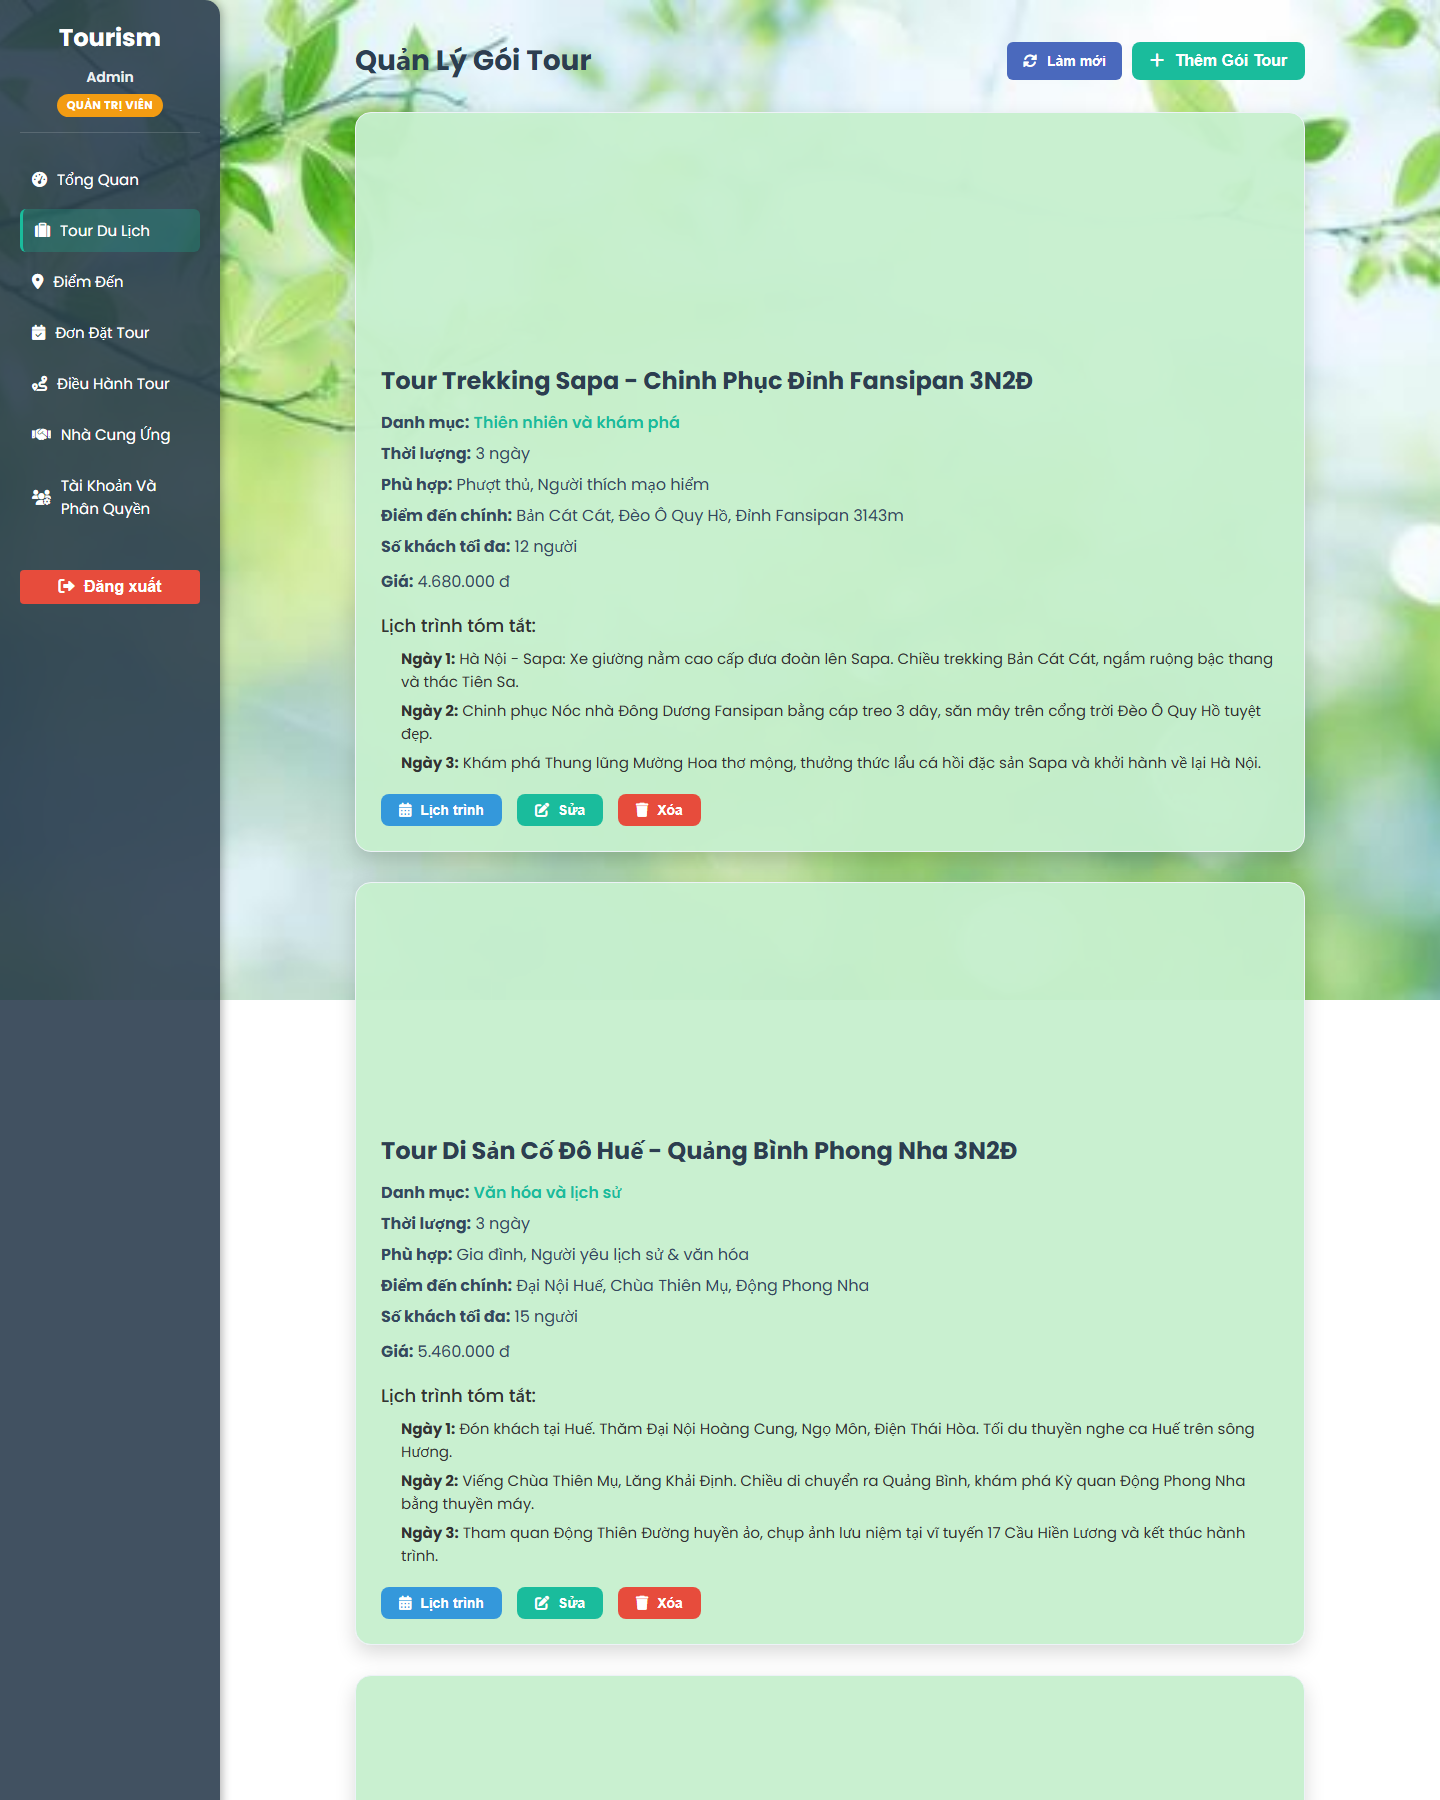 Tourism
Admin
QUẢN TRỊ VIÊN
Tổng Quan
Tour Du Lịch
Điểm Đến
Đơn Đặt Tour
Điều Hành Tour
Nhà Cung Ứng
Tài Khoản Và
Phân Quyền
Đăng xuất
Quản Lý Gói Tour
Làm mới
Thêm Gói Tour
Tour Trekking Sapa - Chinh Phục Đỉnh Fansipan 3N2Đ
Danh mục: Thiên nhiên và khám phá
Thời lượng: 3 ngày
Phù hợp: Phượt thủ, Người thích mạo hiểm
Điểm đến chính: Bản Cát Cát, Đèo Ô Quy Hồ, Đỉnh Fansipan 3143m
Số khách tối đa: 12 người
Giá: 4.680.000 đ
Lịch trình tóm tắt:
Ngày 1: Hà Nội - Sapa: Xe giường nằm cao cấp đưa đoàn lên Sapa. Chiều trekking Bản Cát Cát, ngắm ruộng bậc thang
và thác Tiên Sa.
Ngày 2: Chinh phục Nóc nhà Đông Dương Fansipan bằng cáp treo 3 dây, săn mây trên cổng trời Đèo Ô Quy Hồ tuyệt
đẹp.
Ngày 3: Khám phá Thung lũng Mường Hoa thơ mộng, thưởng thức lẩu cá hồi đặc sản Sapa và khởi hành về lại Hà Nội.
Lịch trình
Sửa
Xóa
Tour Di Sản Cố Đô Huế - Quảng Bình Phong Nha 3N2Đ
Danh mục: Văn hóa và lịch sử
Thời lượng: 3 ngày
Phù hợp: Gia đình, Người yêu lịch sử & văn hóa
Điểm đến chính: Đại Nội Huế, Chùa Thiên Mụ, Động Phong Nha
Số khách tối đa: 15 người
Giá: 5.460.000 đ
Lịch trình tóm tắt:
Ngày 1: Đón khách tại Huế. Thăm Đại Nội Hoàng Cung, Ngọ Môn, Điện Thái Hòa. Tối du thuyền nghe ca Huế trên sông
Hương.
Ngày 2: Viếng Chùa Thiên Mụ, Lăng Khải Định. Chiều di chuyển ra Quảng Bình, khám phá Kỳ quan Động Phong Nha
bằng thuyền máy.
Ngày 3: Tham quan Động Thiên Đường huyền ảo, chụp ảnh lưu niệm tại vĩ tuyến 17 Cầu Hiền Lương và kết thúc hành
trình.
Lịch trình
Sửa
Xóa